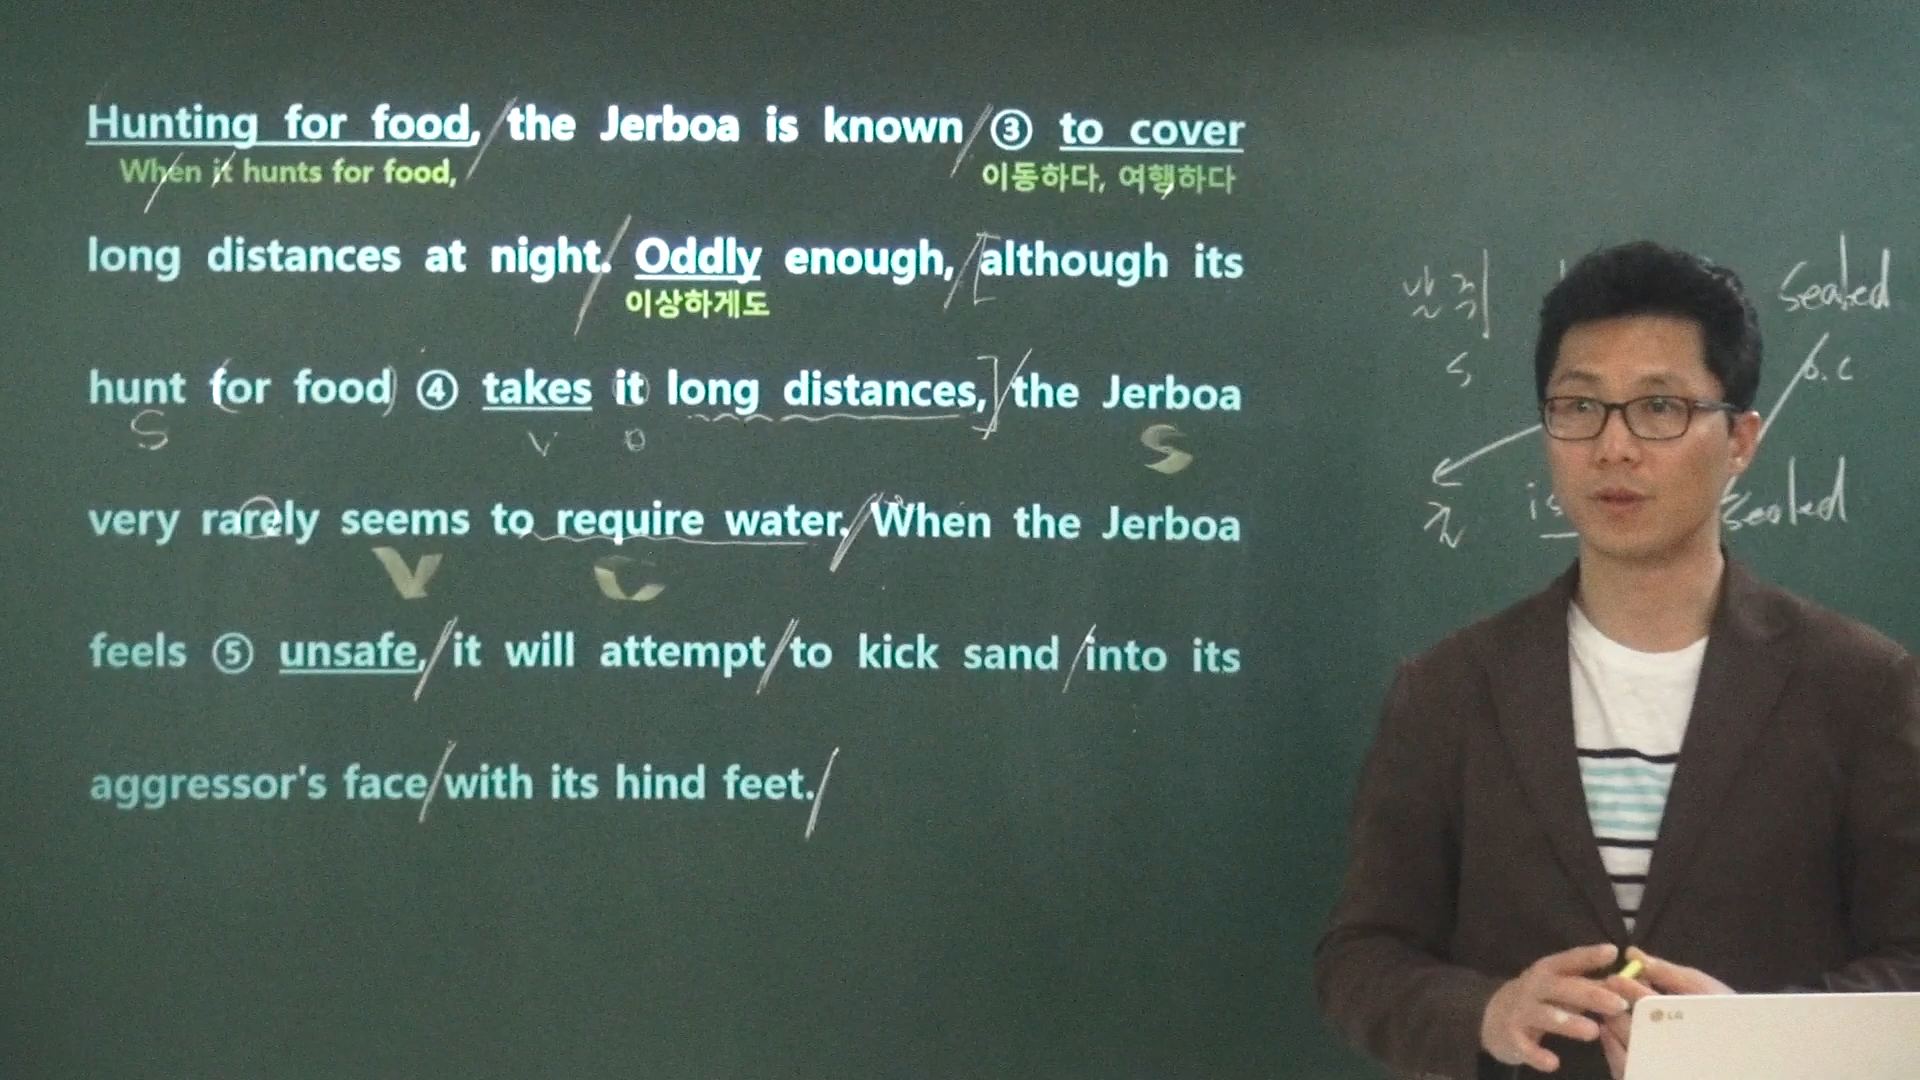 Hunting for food, the Jerboa is known ③ to cover
When it hunts for food, 이동하다, 여행하다
long distances at night. Oddly enough, although its
이상하게도
hunt for food ④ takes it long distances, the Jerboa
S V O S
very rarely seems to require water. When the Jerboa
V C
feels ⑤ unsafe, it will attempt to kick sand into its
aggressor's face with its hind feet.
sealed
o.c
is sealed
LG